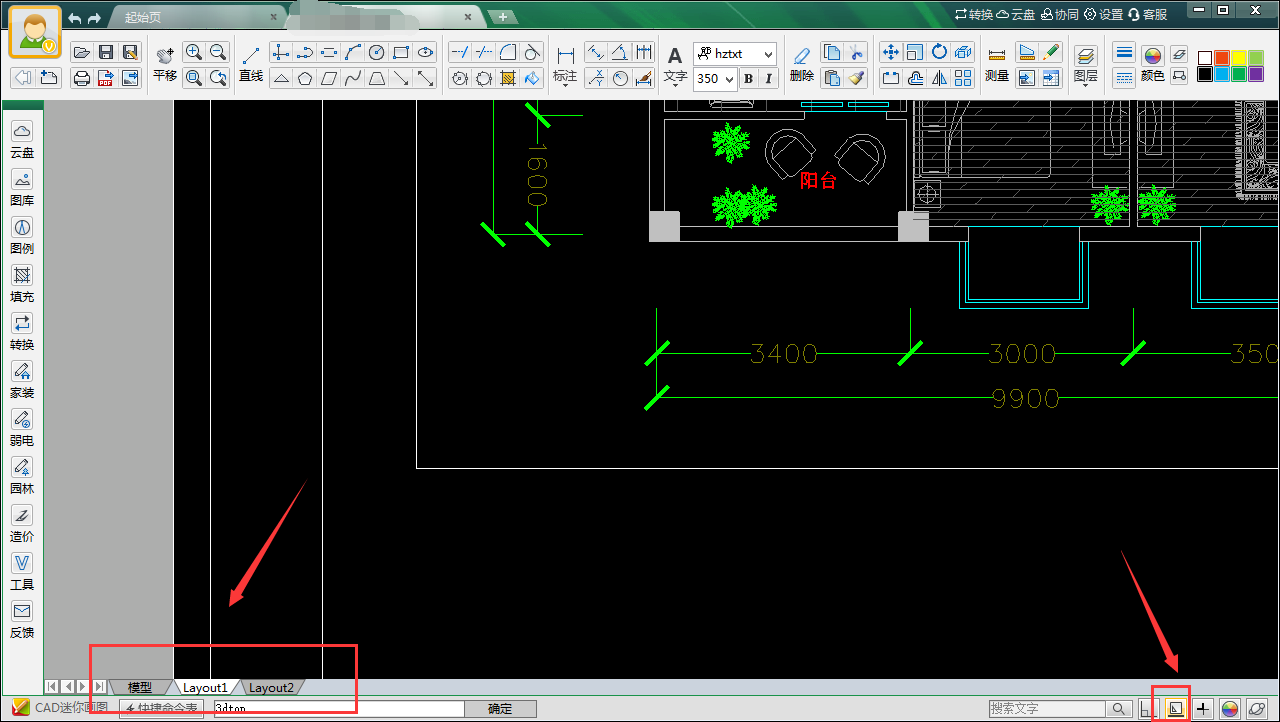 起始页
转换 云盘 协同 设置 客服
平移
直线
标注
A
文字
hztxt
350
B I
删除
测量
图层
颜色
PDF
云盘
图库
图例
填充
转换
家装
弱电
园林
造价
工具
反馈
1600
阳台
3400 3000 350
9900
模型 Layout1 Layout2
CAD迷你画图 快捷命令表 3dtop 确定 搜索文字